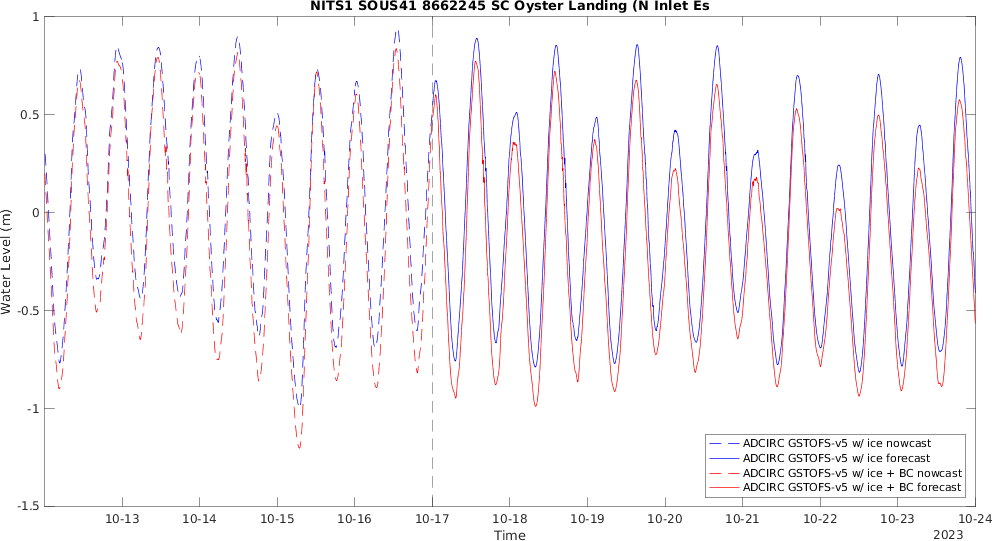 NITS1 SOUS41 8662245 SC Oyster Landing (N Inlet Es
1
0.5
0
-0.5
-1
-1.5
Water Level (m)
10-13 10-14 10-15 10-16 10-17 10-18 10-19 10-20 10-21 10-22 10-23 10-24
Time
2023
ADCIRC GSTOFS-v5 w/ ice nowcast
ADCIRC GSTOFS-v5 w/ ice forecast
ADCIRC GSTOFS-v5 w/ ice + BC nowcast
ADCIRC GSTOFS-v5 w/ ice + BC forecast